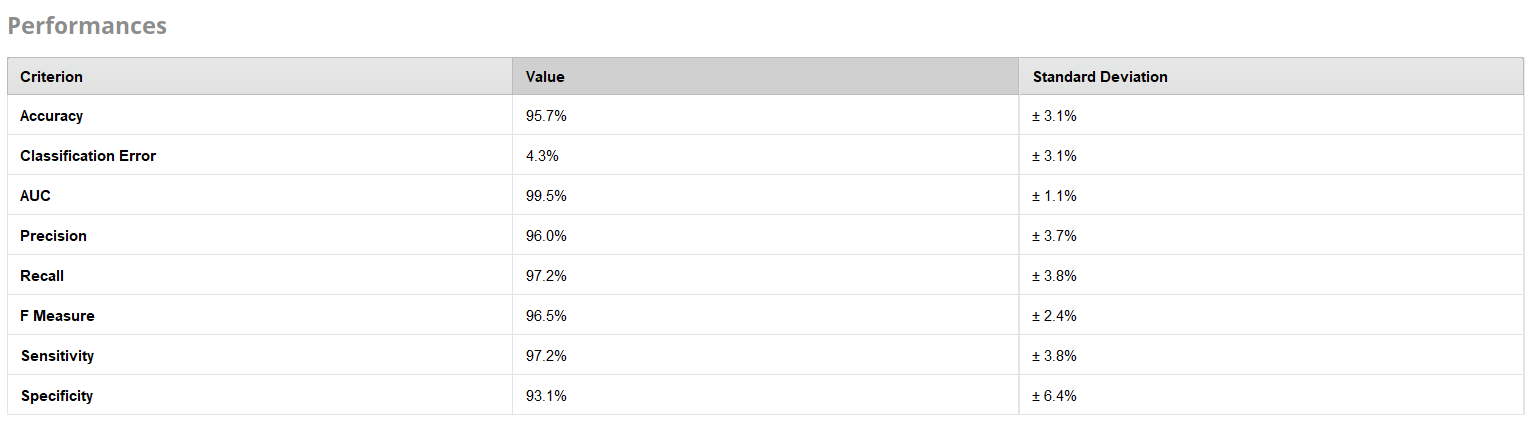 Performances
Criterion Value Standard Deviation
Accuracy 95.7% ± 3.1%
Classification Error 4.3% ± 3.1%
AUC 99.5% ± 1.1%
Precision 96.0% ± 3.7%
Recall 97.2% ± 3.8%
F Measure 96.5% ± 2.4%
Sensitivity 97.2% ± 3.8%
Specificity 93.1% ± 6.4%